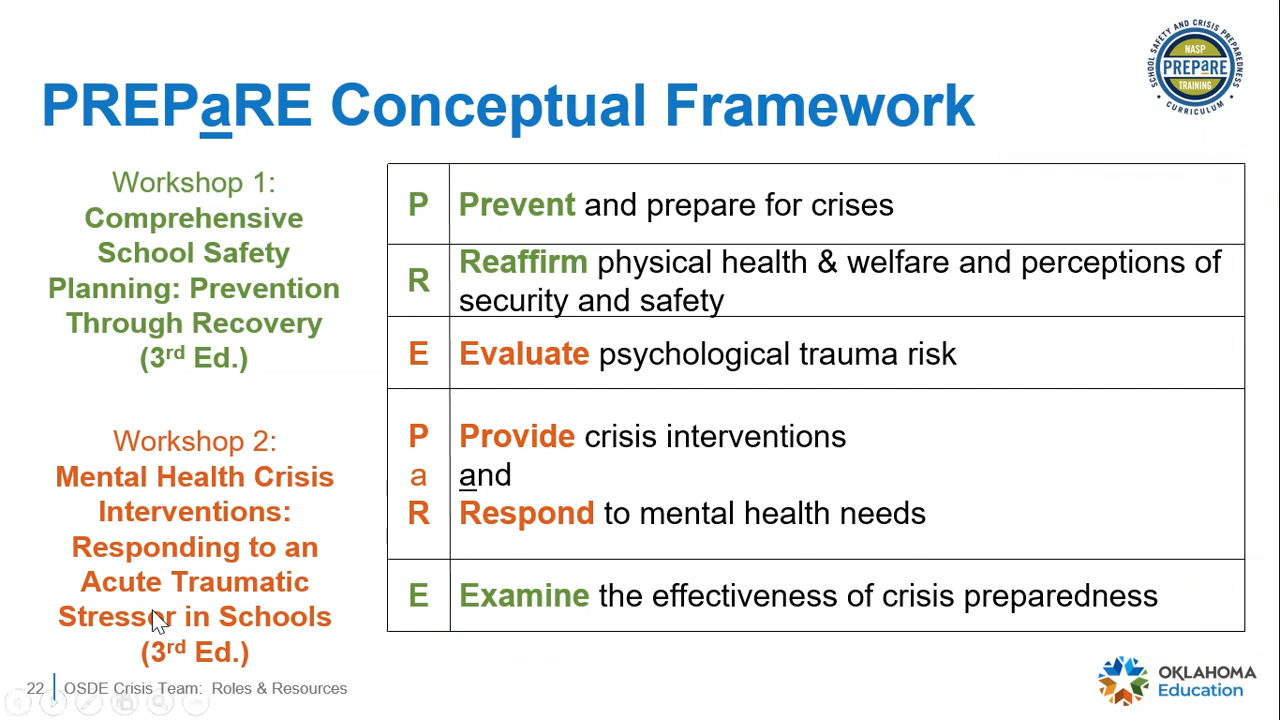 SCHOOL SAFETY AND CRISIS PREPAREDNESS
NASP
PREPaRE
TRAINING
CURRICULUM
PREPaRE Conceptual Framework
Workshop 1:
Comprehensive
School Safety
Planning: Prevention
Through Recovery
(3rd Ed.)
Workshop 2:
Mental Health Crisis
Interventions:
Responding to an
Acute Traumatic
Stressor in Schools
(3rd Ed.)
P Prevent and prepare for crises
R Reaffirm physical health & welfare and perceptions of
security and safety
E Evaluate psychological trauma risk
P Provide crisis interventions
a and
R Respond to mental health needs
E Examine the effectiveness of crisis preparedness
22 OSDE Crisis Team: Roles & Resources
OKLAHOMA
Education